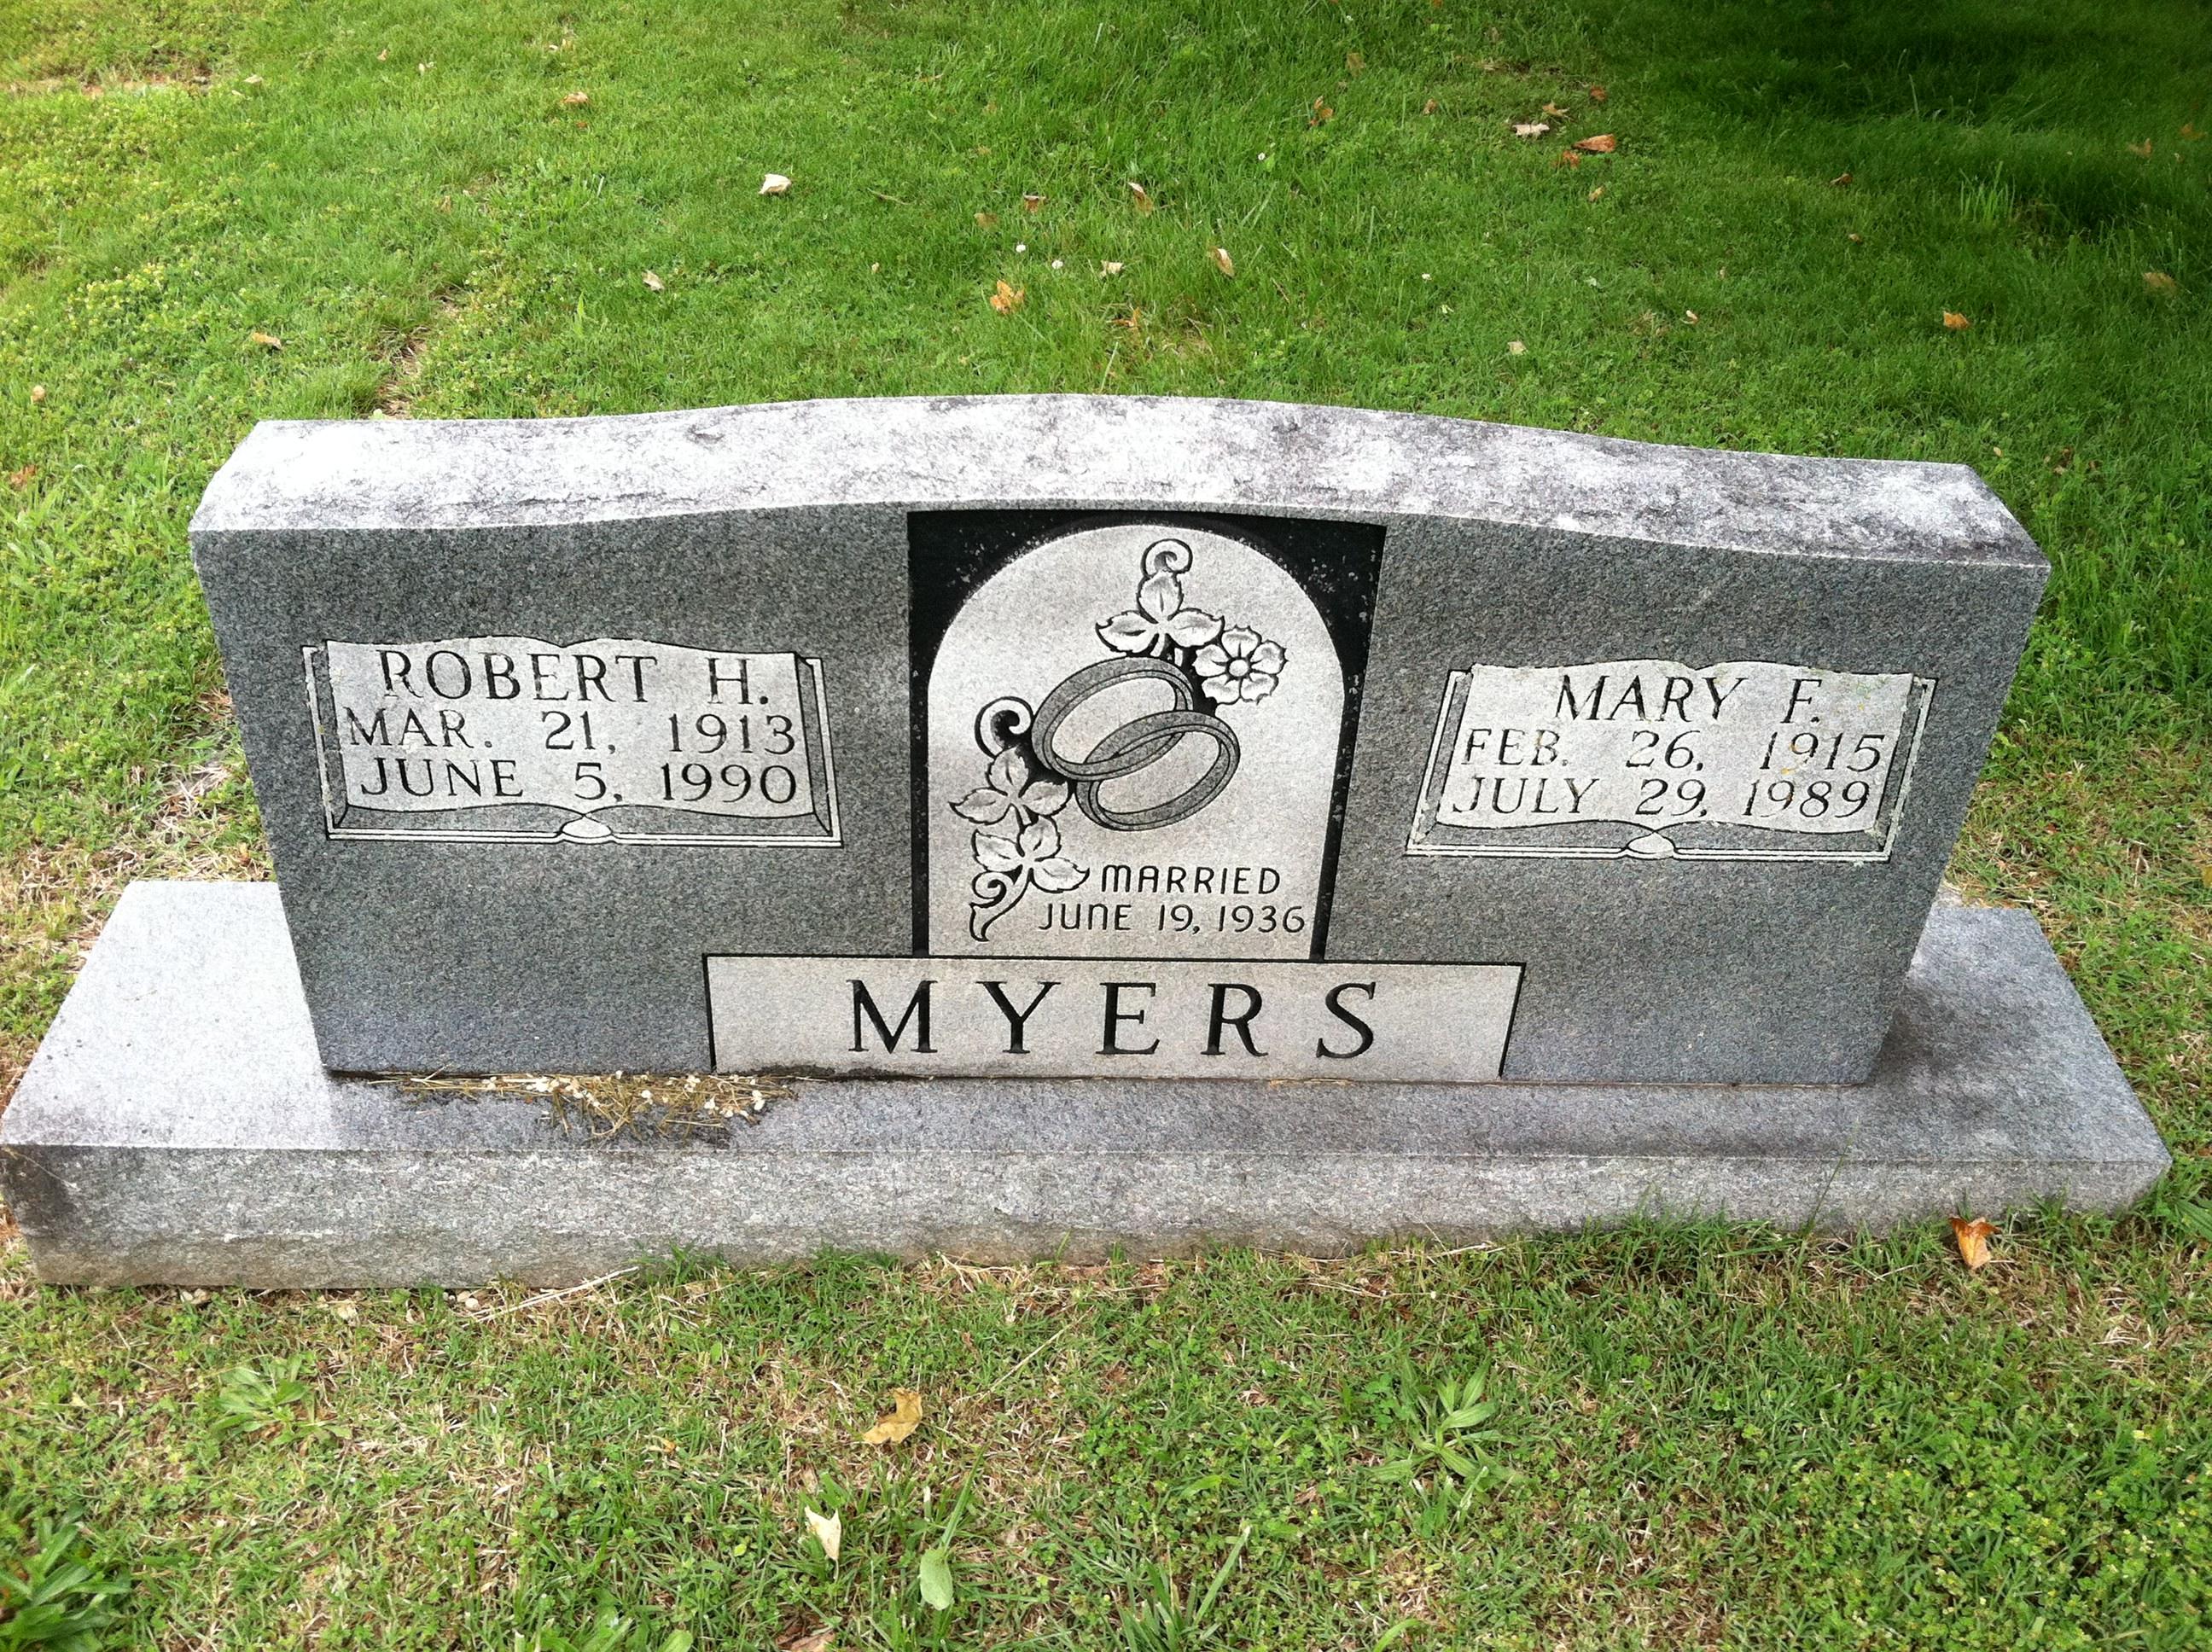 ROBERT H.
MAR. 21, 1913
JUNE 5, 1990
MARRIED
JUNE 19, 1936
MARY F.
FEB. 26, 1915
JULY 29, 1989
MYERS